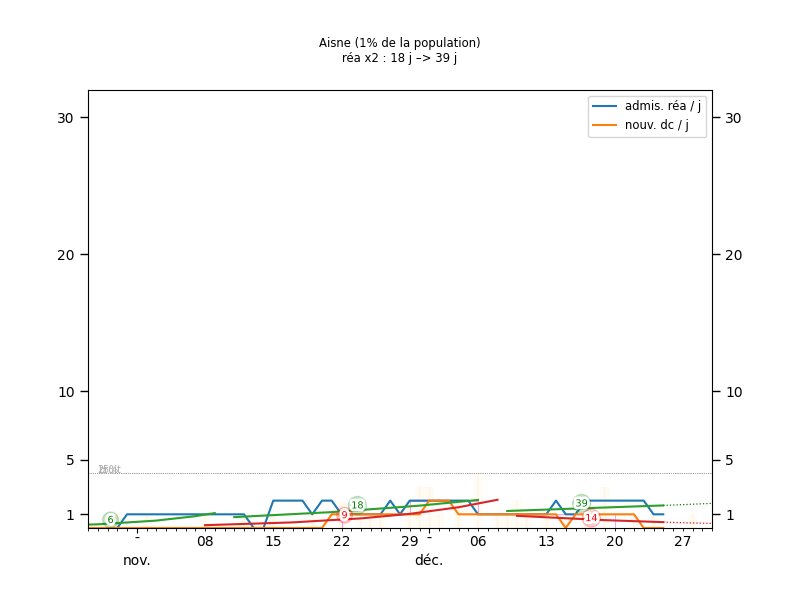 Aisne (1% de la population)
réa x2 : 18 j –> 39 j
admis. réa / j
nouv. dc / j
30 30
20 20
10 10
5 5
1 1
6 9 18 39 14
- 08 15 22 29 - 06 13 20 27
nov. déc.